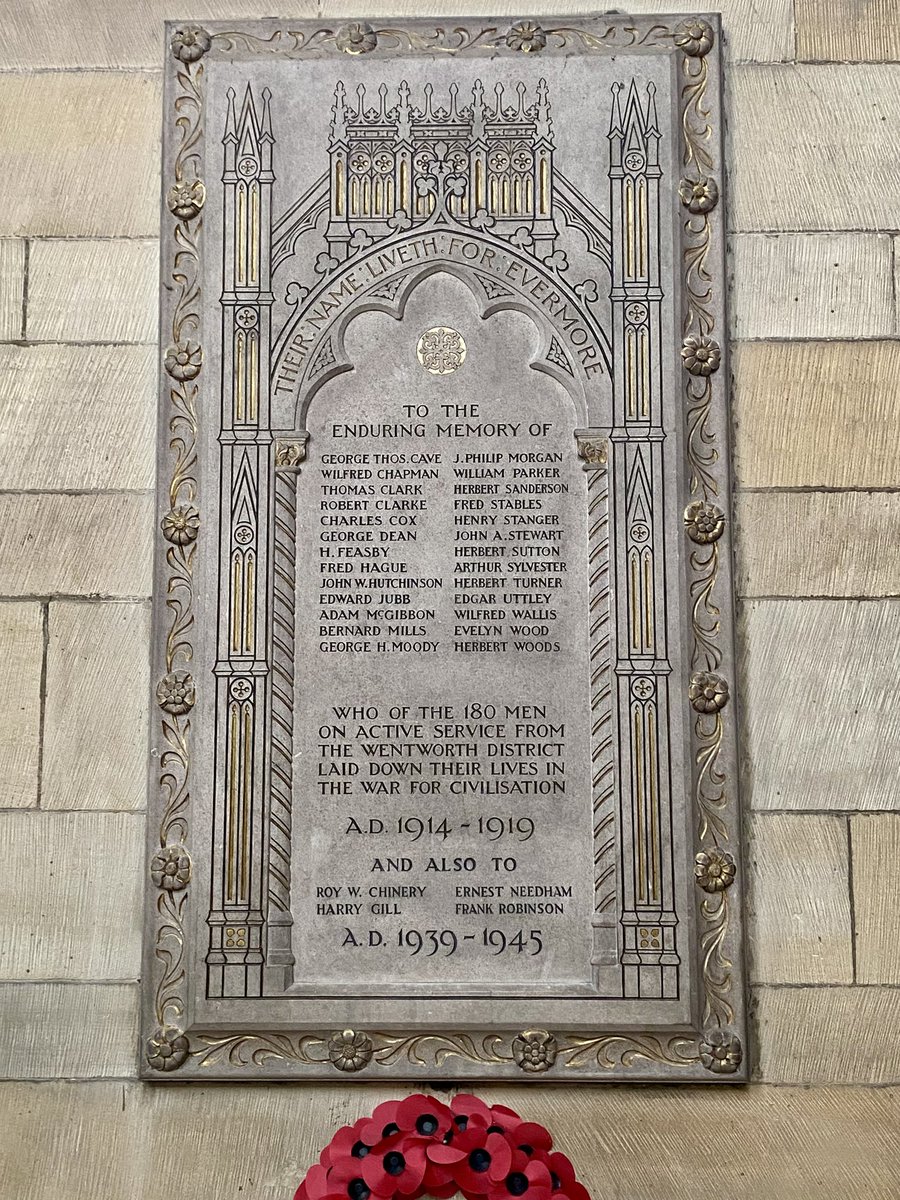 THEIR : NAME : LIVETH : FOR : EVERMORE
TO THE
ENDURING MEMORY OF
GEORGE THOS. CAVE
WILFRED CHAPMAN
THOMAS CLARK
ROBERT CLARKE
CHARLES COX
GEORGE DEAN
H. FEASBY
FRED HAGUE
JOHN W. HUTCHINSON
EDWARD JUBB
ADAM McGIBBON
BERNARD MILLS
GEORGE H. MOODY
J. PHILIP MORGAN
WILLIAM PARKER
HERBERT SANDERSON
FRED STABLES
HENRY STANGER
JOHN A. STEWART
HERBERT SUTTON
ARTHUR SYLVESTER
HERBERT TURNER
EDGAR UTTLEY
WILFRED WALLIS
EVELYN WOOD
HERBERT WOODS
WHO OF THE 180 MEN
ON ACTIVE SERVICE FROM
THE WENTWORTH DISTRICT
LAID DOWN THEIR LIVES IN
THE WAR FOR CIVILISATION
A.D. 1914 - 1919
AND ALSO TO
ROY W. CHINERY
HARRY GILL
ERNEST NEEDHAM
FRANK ROBINSON
A.D. 1939 - 1945